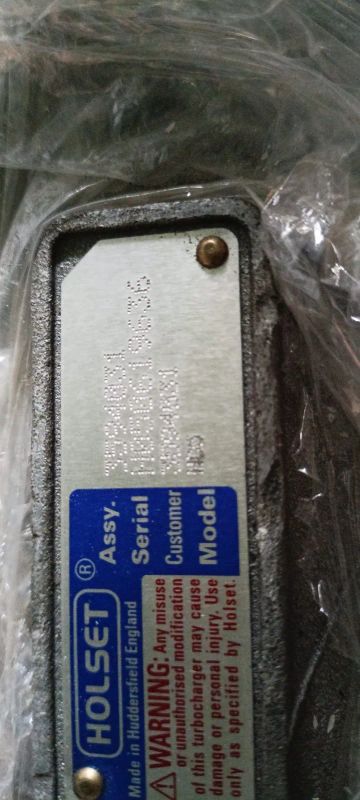 HOLSET ®
Made in Huddersfield England
Assy.
Serial
Customer
Model HC5
WARNING: Any misuse
or unauthorised modification
of this turbocharger may cause
damage or personal injury. Use
only as specified by Holset.